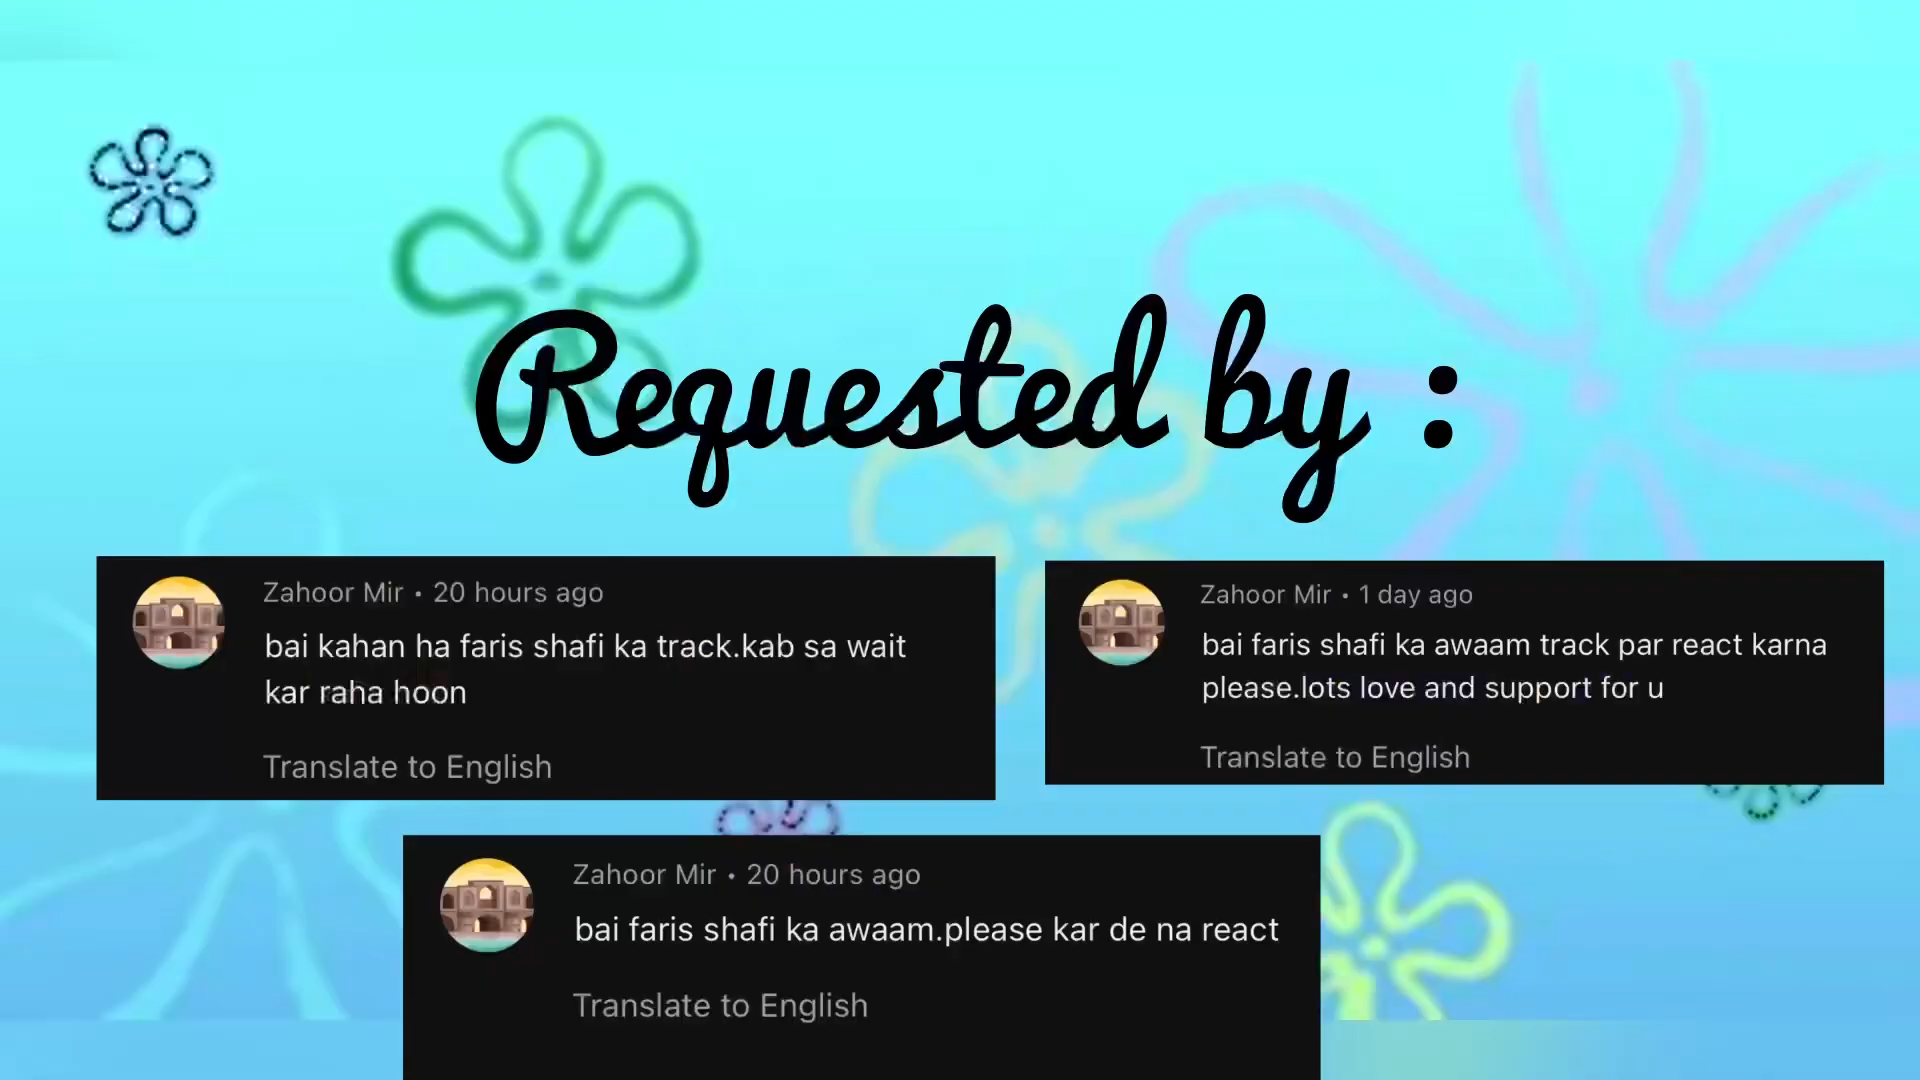 Requested by :
Zahoor Mir • 20 hours ago
bai kahan ha faris shafi ka track.kab sa wait
kar raha hoon
Translate to English
Zahoor Mir • 1 day ago
bai faris shafi ka awaam track par react karna
please.lots love and support for u
Translate to English
Zahoor Mir • 20 hours ago
bai faris shafi ka awaam.please kar de na react
Translate to English